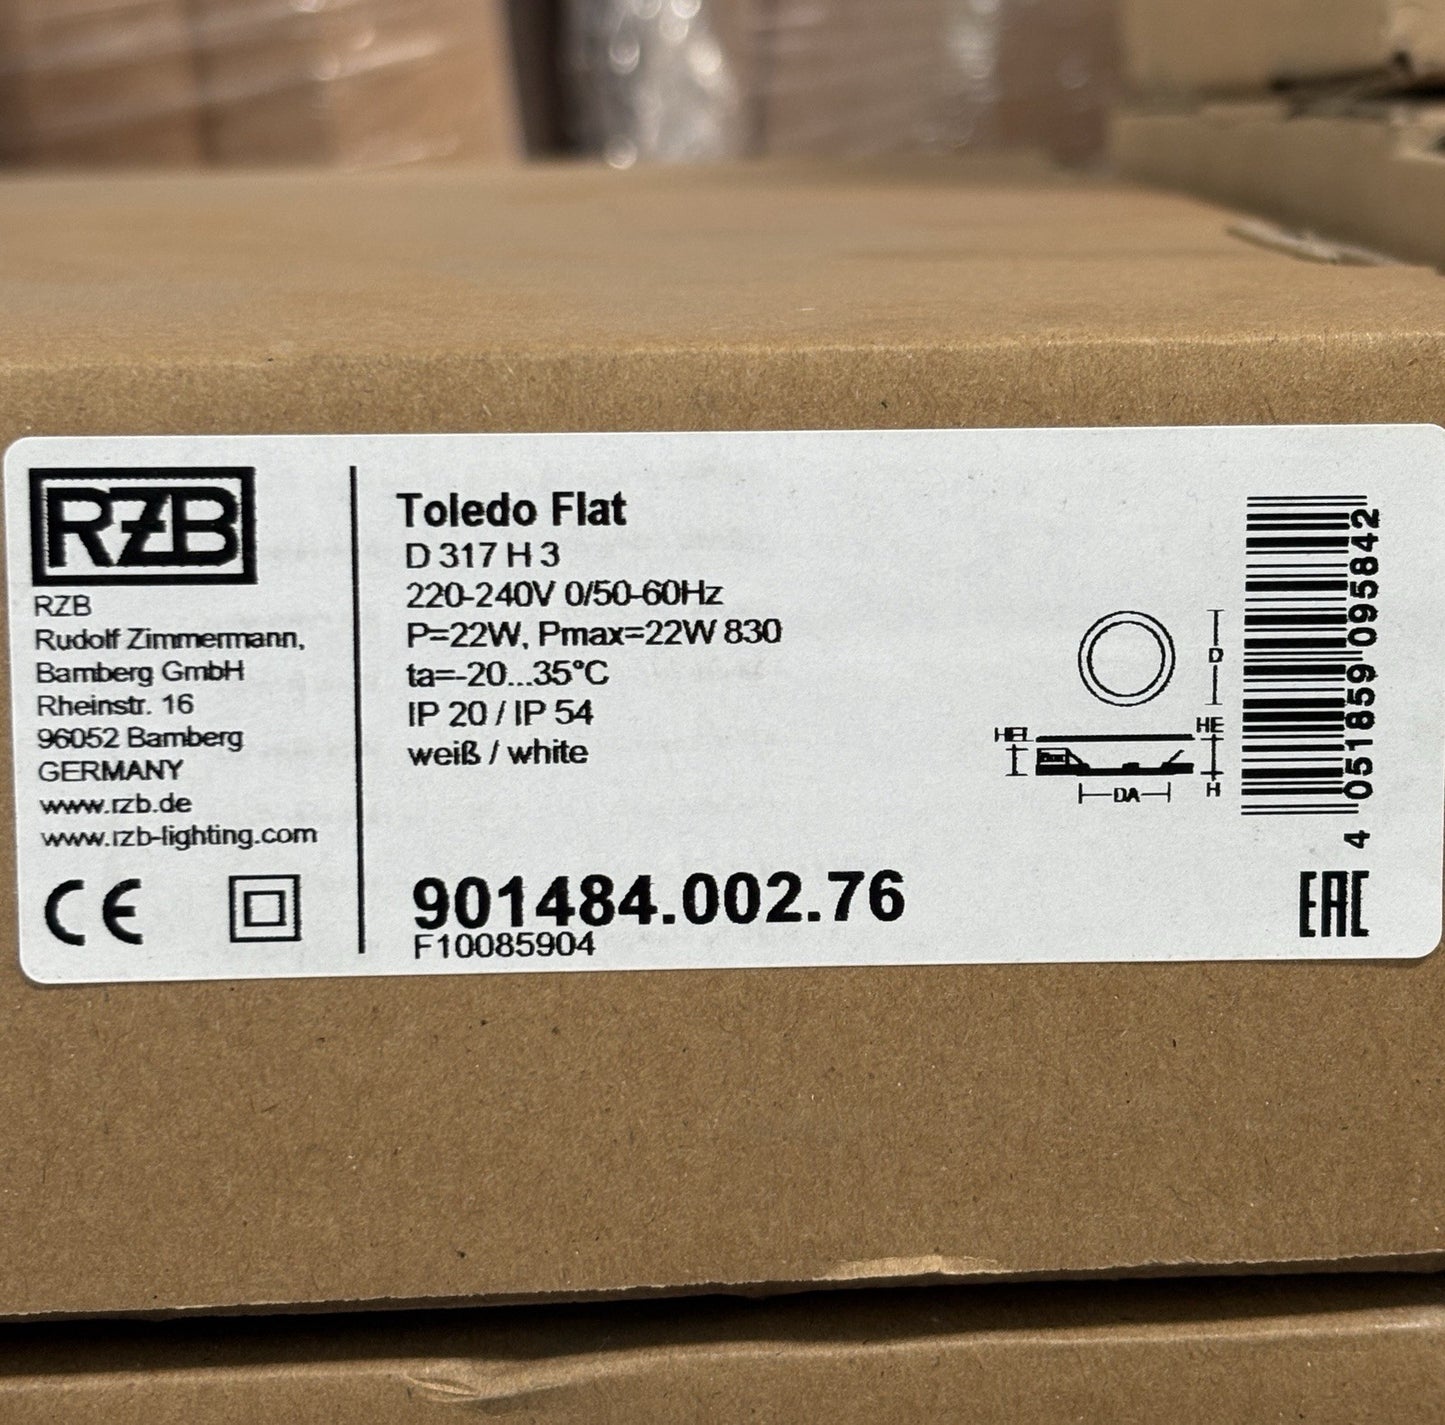 RZB
RZB
Rudolf Zimmermann,
Bamberg GmbH
Rheinstr. 16
96052 Bamberg
GERMANY
www.rzb.de
www.rzb-lighting.com
CE
Toledo Flat
D 317 H 3
220-240V 0/50-60Hz
P=22W, Pmax=22W 830
ta=-20...35°C
IP 20 / IP 54
weiß / white
901484.002.76
F10085904
D
HEL
HE
DA
H
4 051859 095842
EAC